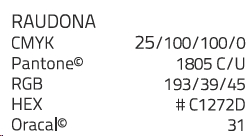 RAUDONA
CMYK 25/100/100/0
Pantone© 1805 C/U
RGB 193/39/45
HEX # C1272D
Oracal© 31